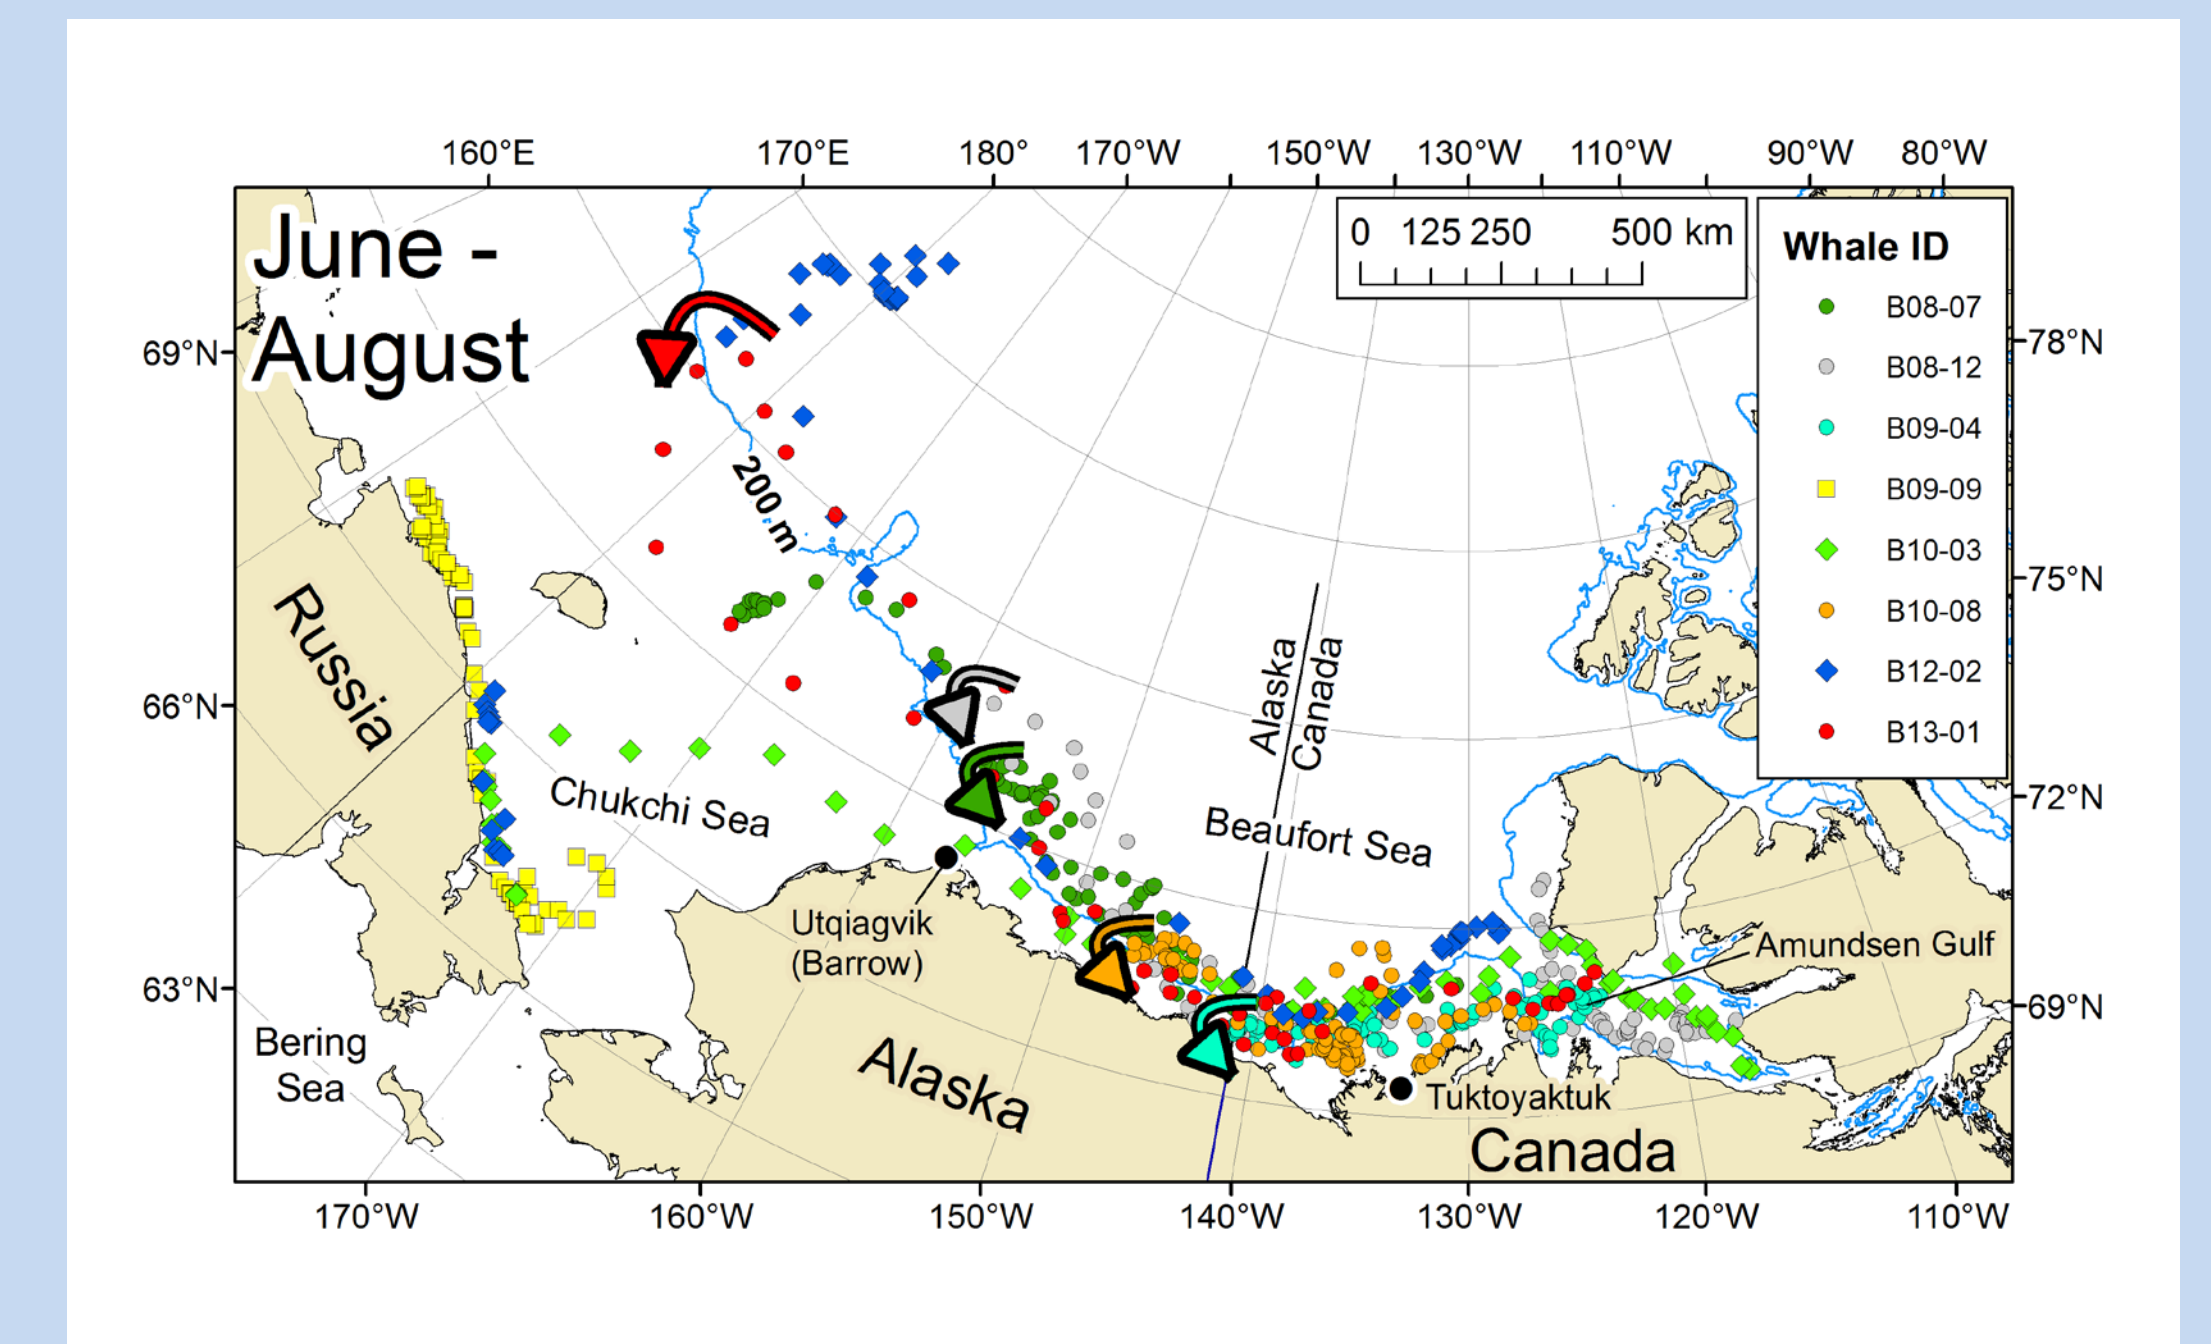 160°E 170°E 180° 170°W 150°W 130°W 110°W 90°W 80°W
June -
August
0 125 250 500 km
Whale ID
B08-07
B08-12
B09-04
B09-09
B10-03
B10-08
B12-02
B13-01
69°N
66°N
63°N
78°N
75°N
72°N
69°N
200 m
Russia
Chukchi Sea
Alaska
Canada
Beaufort Sea
Utqiagvik
(Barrow)
Amundsen Gulf
Bering
Sea
Alaska
Tuktoyaktuk
Canada
170°W 160°W 150°W 140°W 130°W 120°W 110°W